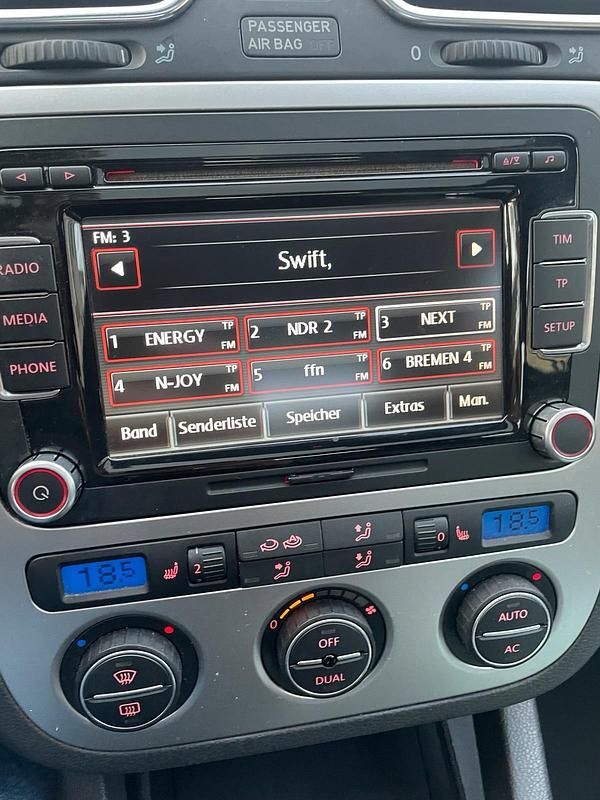 PASSENGER
AIR BAG OFF
0
FM: 3
Swift,
RADIO
MEDIA
PHONE
TIM
TP
SETUP
1 ENERGY TP FM
2 NDR 2 TP FM
3 NEXT TP FM
4 N-JOY TP FM
5 ffn TP FM
6 BREMEN 4 TP FM
Band
Senderliste
Speicher
Extras
Man.
18.5
2
0
18.5
0
OFF
DUAL
AUTO
AC